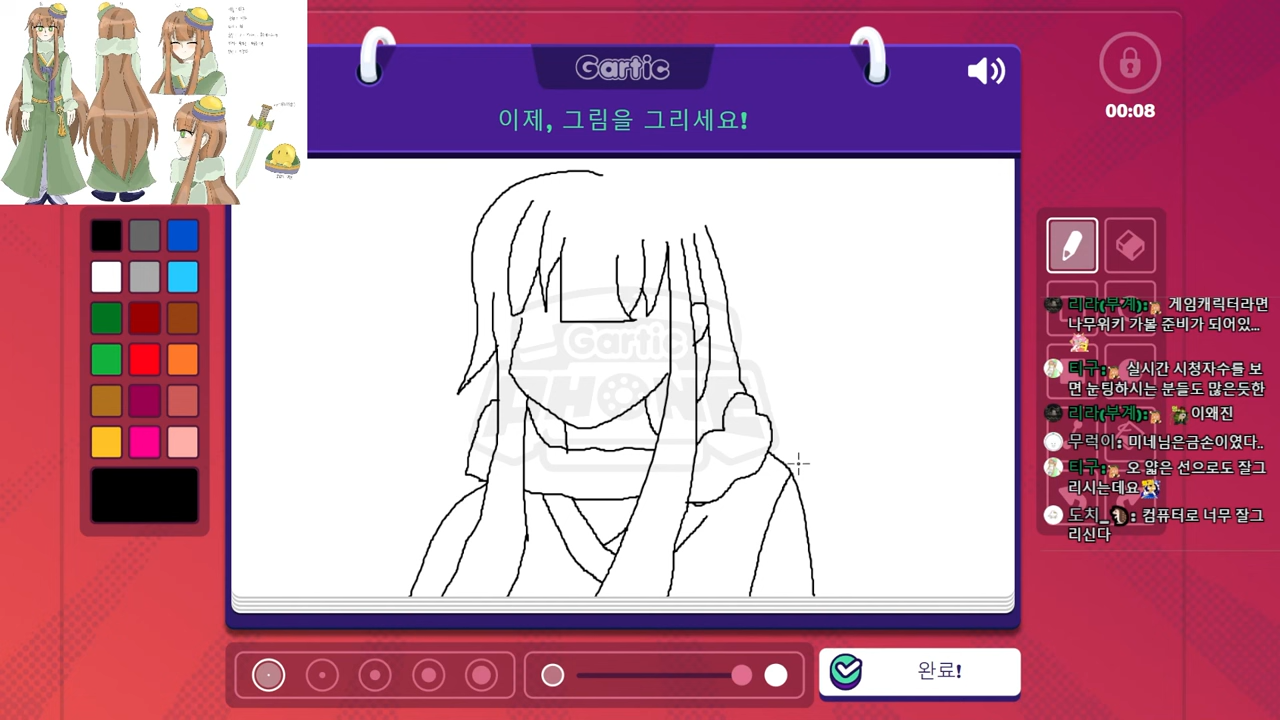 Gartic
이제, 그림을 그리세요!
00:08
Gartic
PHONE
리라(부계): 게임캐릭터라면
나무위키 가볼 준비가 되어있...
타구: 실시간 시청자수를 보
면 눈팅하시는 분들도 많은듯한
리라(부계): 이왜진
무럭이: 미네님은금손이였다..
타구: 오 얇은 선으로도 잘그
리시는데요
도치_: 컴퓨터로 너무 잘그
리신다
완료!